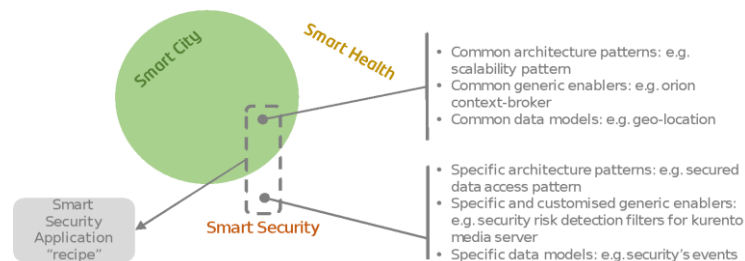 Smart City
Smart Health
• Common architecture patterns: e.g.
scalability pattern
• Common generic enablers: e.g. orion
context-broker
• Common data models: e.g. geo-location
• Specific architecture patterns: e.g. secured
data access pattern
• Specific and customised generic enablers:
e.g. security risk detection filters for kurento
media server
• Specific data models: e.g. security's events
Smart
Security
Application
"recipe"
Smart Security